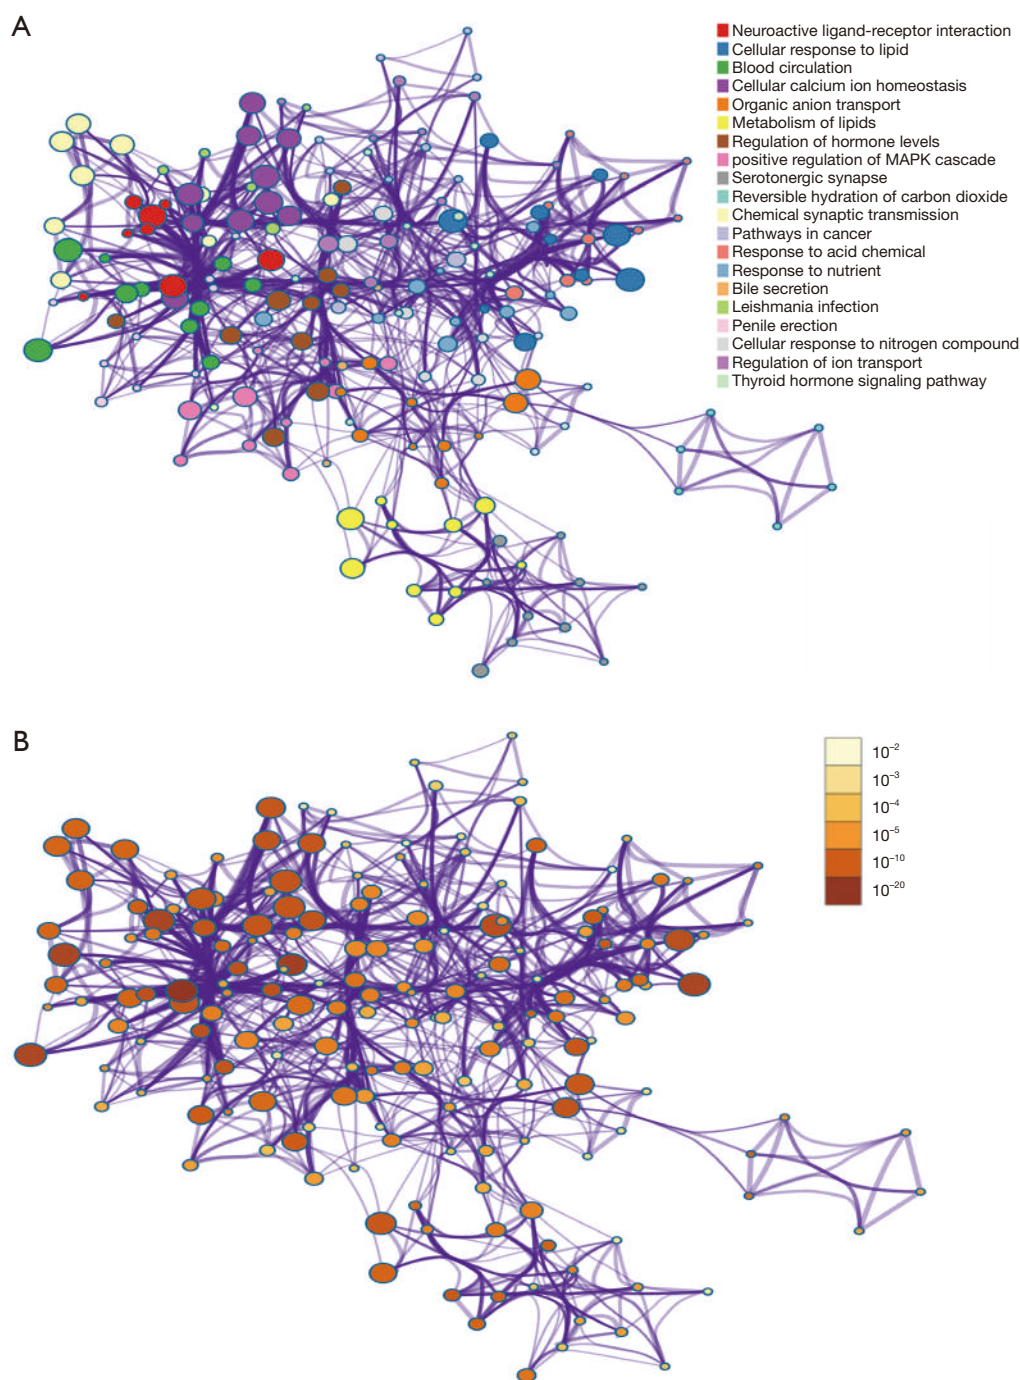 A
Neuroactive ligand-receptor interaction
Cellular response to lipid
Blood circulation
Cellular calcium ion homeostasis
Organic anion transport
Metabolism of lipids
Regulation of hormone levels
positive regulation of MAPK cascade
Serotonergic synapse
Reversible hydration of carbon dioxide
Chemical synaptic transmission
Pathways in cancer
Response to acid chemical
Response to nutrient
Bile secretion
Leishmania infection
Penile erection
Cellular response to nitrogen compound
Regulation of ion transport
Thyroid hormone signaling pathway
B
10⁻²
10⁻³
10⁻⁴
10⁻⁵
10⁻¹⁰
10⁻²⁰